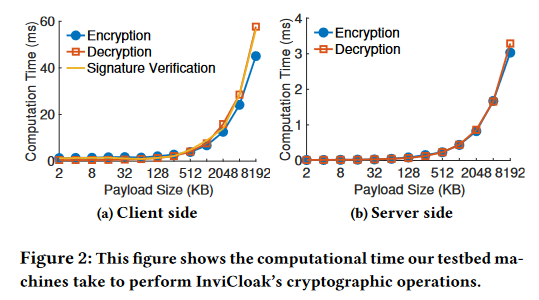 60
40
20
0
Computation Time (ms)
Encryption
Decryption
Signature Verification
2 8 32 128 512 2048 8192
Payload Size (KB)
(a) Client side
4
3
2
1
0
Computation Time (ms)
Encryption
Decryption
2 8 32 128 512 2048 8192
Payload Size (KB)
(b) Server side
Figure 2: This figure shows the computational time our testbed ma-
chines take to perform InviCloak's cryptographic operations.